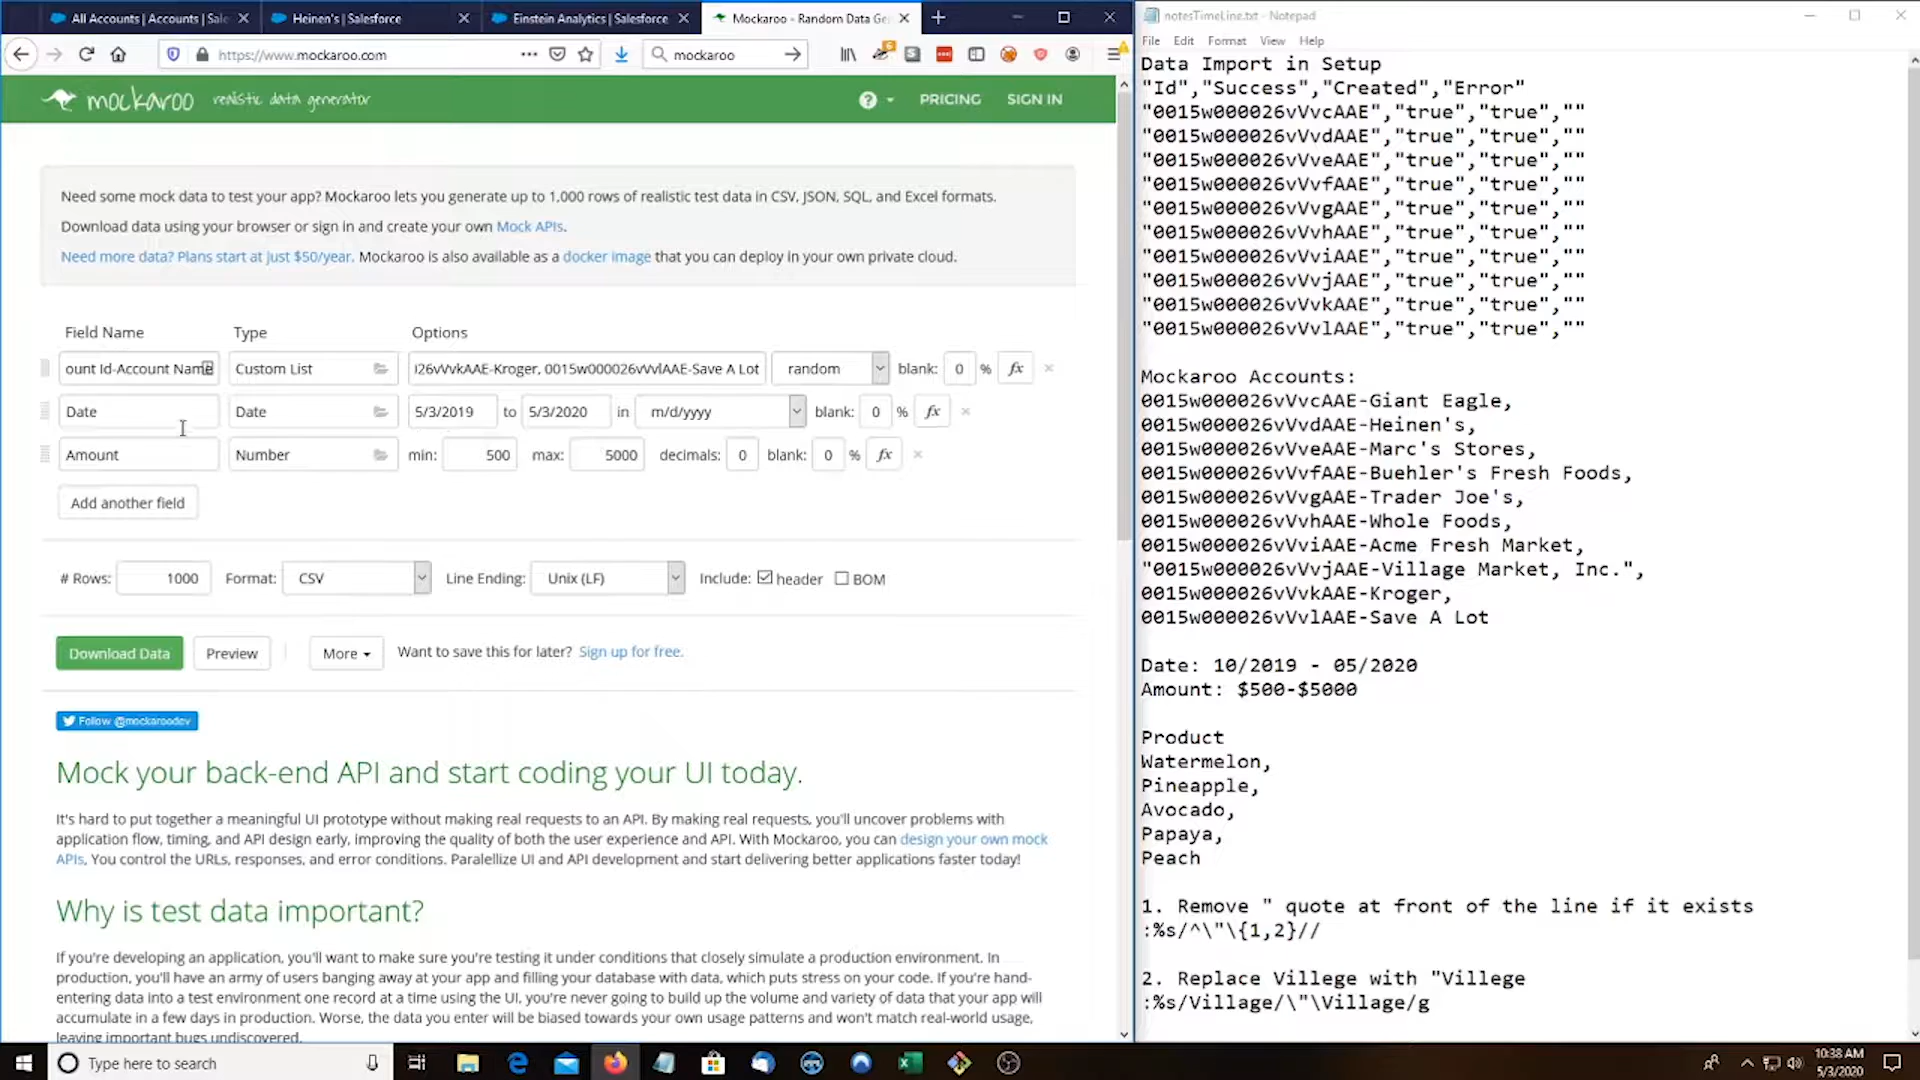 All Accounts | Accounts | Sale
Heinen's | Salesforce
Einstein Analytics | Salesforce
Mockaroo - Random Data Ge
https://www.mockaroo.com
mockaroo
6
mockaroo realistic data generator
PRICING
SIGN IN
Need some mock data to test your app? Mockaroo lets you generate up to 1,000 rows of realistic test data in CSV, JSON, SQL, and Excel formats.
Download data using your browser or sign in and create your own Mock APIs.
Need more data? Plans start at just $50/year. Mockaroo is also available as a docker image that you can deploy in your own private cloud.
Field Name Type Options
ount Id-Account Name Custom List 026vVvkAAE-Kroger, 0015w000026vVvlAAE-Save A Lot random blank: 0 % fx
Date Date 5/3/2019 to 5/3/2020 in m/d/yyyy blank: 0 % fx
Amount Number min: 500 max: 5000 decimals: 0 blank: 0 % fx
Add another field
# Rows: 1000 Format: CSV Line Ending: Unix (LF) Include: header BOM
Download Data Preview More Want to save this for later? Sign up for free.
Follow @mockaroodev
Mock your back-end API and start coding your UI today.
It's hard to put together a meaningful UI prototype without making real requests to an API. By making real requests, you'll uncover problems with
application flow, timing, and API design early, improving the quality of both the user experience and API. With Mockaroo, you can design your own mock
APIs, You control the URLs, responses, and error conditions. Paralellize UI and API development and start delivering better applications faster today!
Why is test data important?
If you're developing an application, you'll want to make sure you're testing it under conditions that closely simulate a production environment. In
production, you'll have an army of users banging away at your app and filling your database with data, which puts stress on your code. If you're hand-
entering data into a test environment one record at a time using the UI, you're never going to build up the volume and variety of data that your app will
accumulate in a few days in production. Worse, the data you enter will be biased towards your own usage patterns and won't match real-world usage,
leaving important bugs undiscovered.
notesTimeLine.txt - Notepad
File Edit Format View Help
Data Import in Setup
"Id","Success","Created","Error"
"0015w000026vVvcAAE","true","true",""
"0015w000026vVvdAAE","true","true",""
"0015w000026vVveAAE","true","true",""
"0015w000026vVvfAAE","true","true",""
"0015w000026vVvgAAE","true","true",""
"0015w000026vVvhAAE","true","true",""
"0015w000026vVviAAE","true","true",""
"0015w000026vVvjAAE","true","true",""
"0015w000026vVvkAAE","true","true",""
"0015w000026vVvlAAE","true","true",""
Mockaroo Accounts:
0015w000026vVvcAAE-Giant Eagle,
0015w000026vVvdAAE-Heinen's,
0015w000026vVveAAE-Marc's Stores,
0015w000026vVvfAAE-Buehler's Fresh Foods,
0015w000026vVvgAAE-Trader Joe's,
0015w000026vVvhAAE-Whole Foods,
0015w000026vVviAAE-Acme Fresh Market,
"0015w000026vVvjAAE-Village Market, Inc.",
0015w000026vVvkAAE-Kroger,
0015w000026vVvlAAE-Save A Lot
Date: 10/2019 - 05/2020
Amount: $500-$5000
Product
Watermelon,
Pineapple,
Avocado,
Papaya,
Peach
1. Remove " quote at front of the line if it exists
:%s/^\"\{1,2}//
2. Replace Villege with "Villege
:%s/Village/\"\Village/g
Type here to search
10:38 AM
5/3/2020